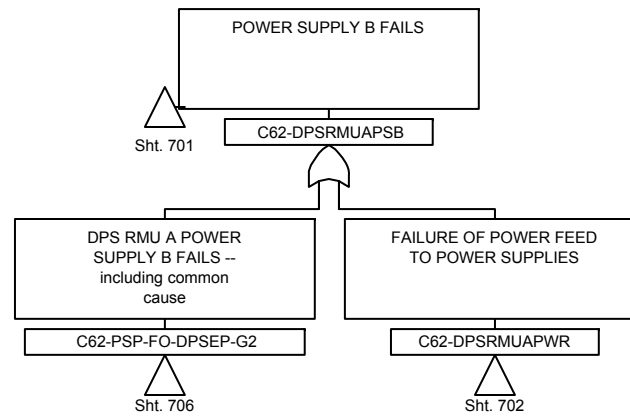 POWER SUPPLY B FAILS
C62-DPSRMUAPSB
Sht. 701
DPS RMU A POWER
SUPPLY B FAILS --
including common
cause
C62-PSP-FO-DPSEP-G2
Sht. 706
FAILURE OF POWER FEED
TO POWER SUPPLIES
C62-DPSRMUAPWR
Sht. 702